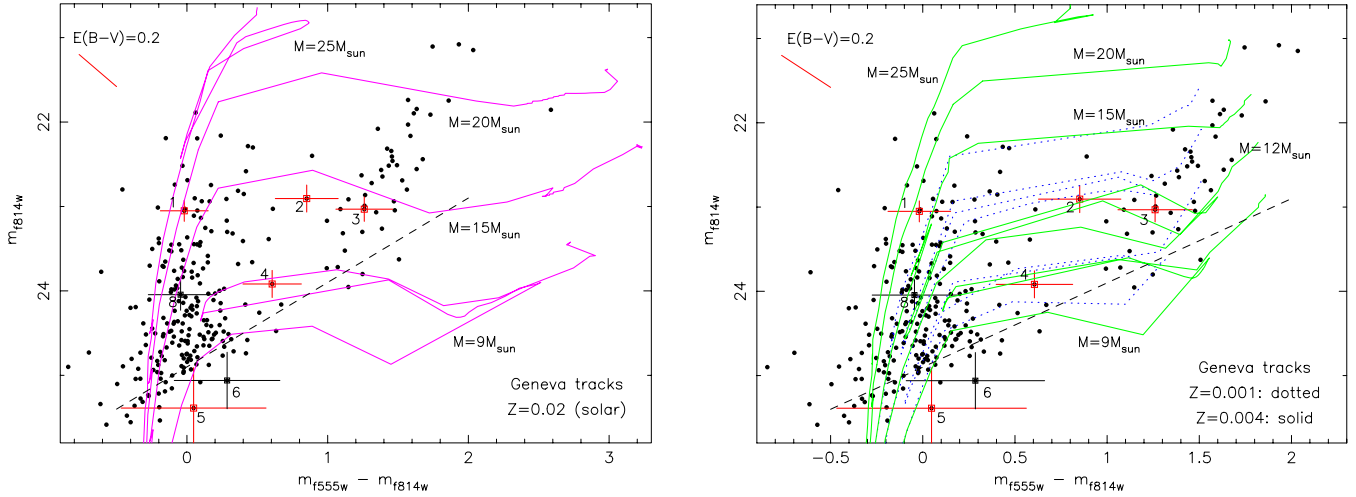 E(B−V)=0.2
M=25M_sun
M=20M_sun
M=15M_sun
M=9M_sun
1
2
3
4
8
6
5
Geneva tracks
Z=0.02 (solar)
22
24
m_f814w
0
1
2
3
m_f555w − m_f814w
E(B−V)=0.2
M=25M_sun
M=20M_sun
M=15M_sun
M=12M_sun
M=9M_sun
1
2
3
4
8
6
5
Geneva tracks
Z=0.001: dotted
Z=0.004: solid
22
24
m_f814w
−0.5
0
0.5
1
1.5
2
m_f555w − m_f814w